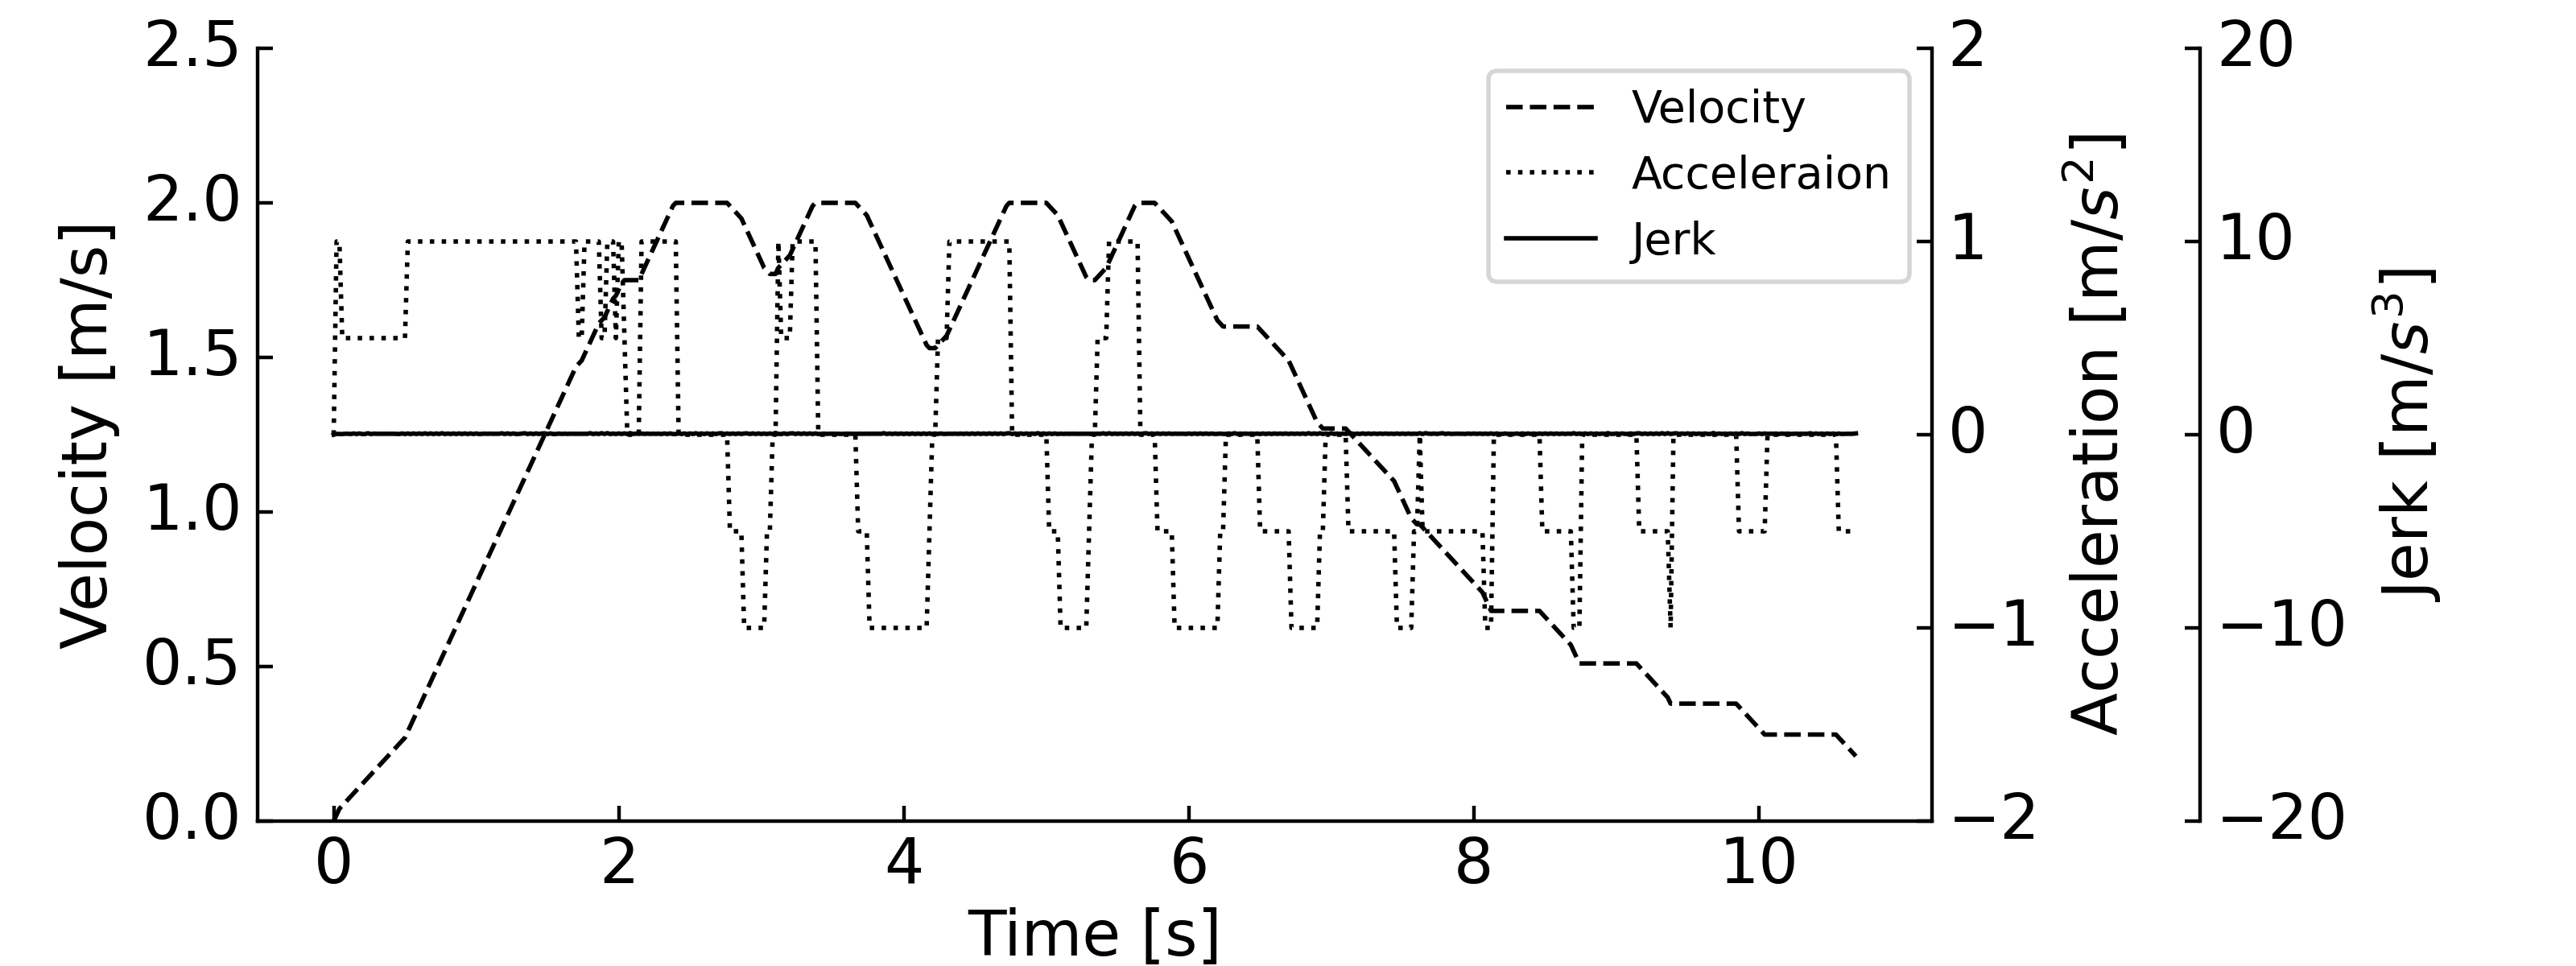 Velocity [m/s]
2.5
2.0
1.5
1.0
0.5
0.0
0 2 4 6 8 10
Time [s]
Velocity
Acceleraion
Jerk
2
1
0
−1
−2
Acceleration [m/s²]
20
10
0
−10
−20
Jerk [m/s³]